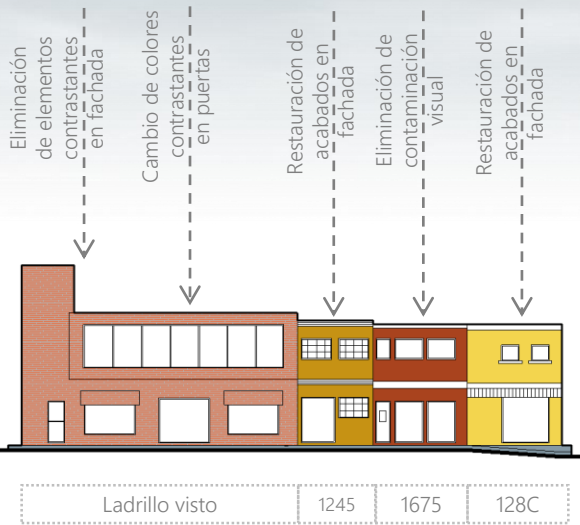 Eliminación
de elementos
contrastantes
en fachada
Cambio de colores
contrastantes
en puertas
Restauración de
acabados en
fachada
Eliminación de
contaminación
visual
Restauración de
acabados en
fachada
Ladrillo visto
1245
1675
128C